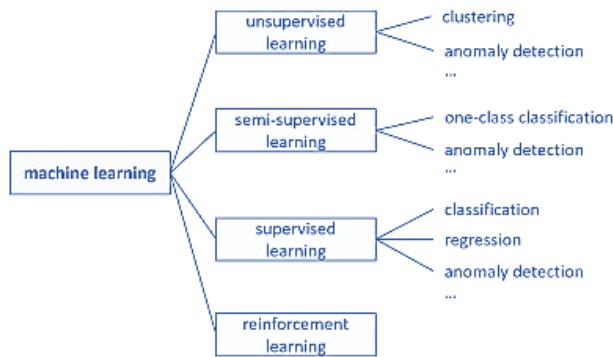 machine learning
unsupervised
learning
clustering
anomaly detection
...
semi-supervised
learning
one-class classification
anomaly detection
...
supervised
learning
classification
regression
anomaly detection
...
reinforcement
learning